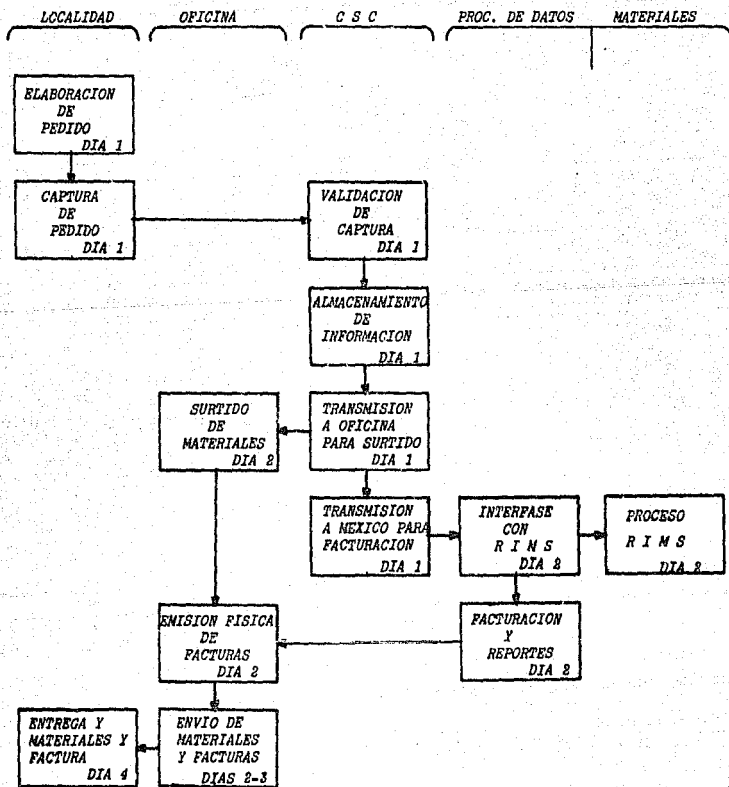 LOCALIDAD
OFICINA
C S C
PROC. DE DATOS
MATERIALES
ELABORACION
DE
PEDIDO
DIA 1
CAPTURA
DE
PEDIDO
DIA 1
VALIDACION
DE
CAPTURA
DIA 1
ALMACENAMIENTO
DE
INFORMACION
DIA 1
SURTIDO
DE
MATERIALES
DIA 2
TRANSMISION
A OFICINA
PARA SURTIDO
DIA 1
TRANSMISION
A MEXICO PARA
FACTURACION
DIA 1
INTERFASE
CON
R I M S
DIA 2
PROCESO
R I M S
DIA 2
EMISION FISICA
DE
FACTURAS
DIA 2
FACTURACION
Y
REPORTES
DIA 2
ENTREGA Y
MATERIALES Y
FACTURA
DIA 4
ENVIO DE
MATERIALES
Y FACTURAS
DIAS 2-3